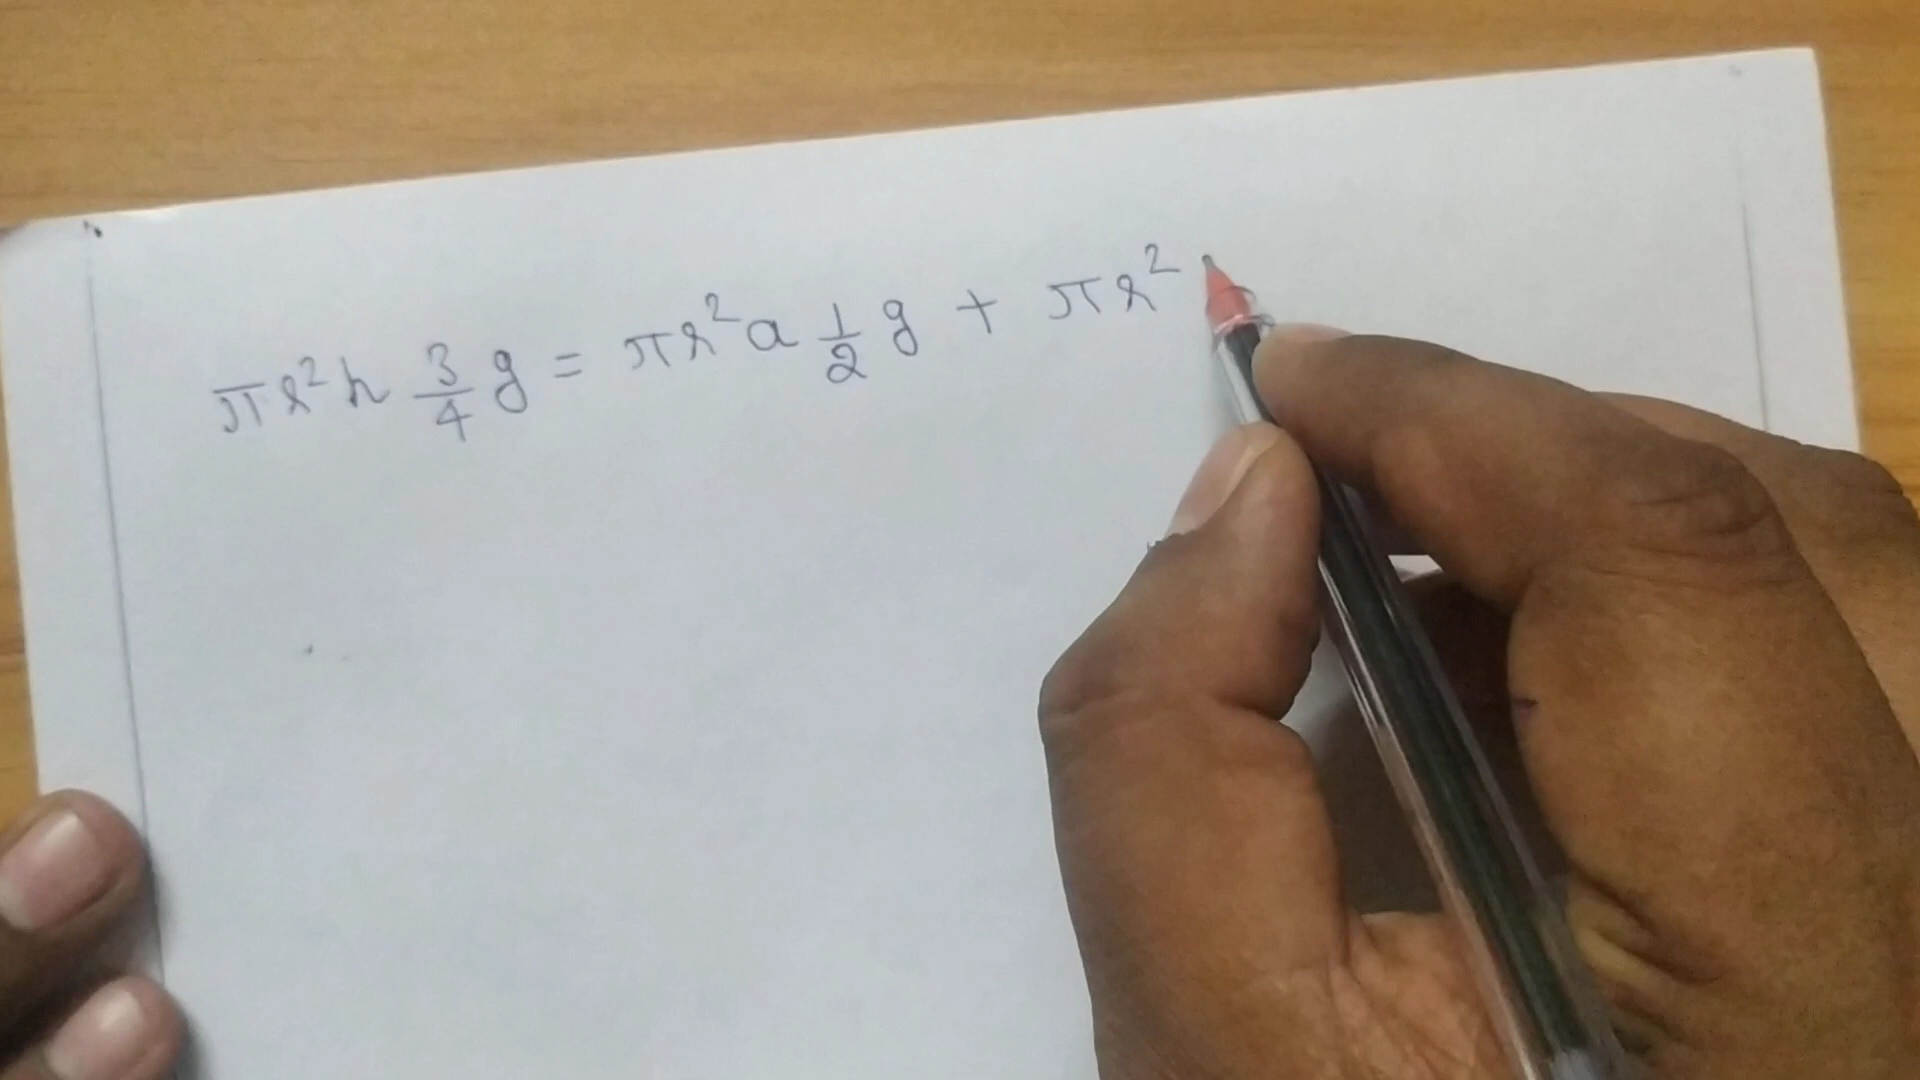 πr²h 3/4 g = πr²a 1/2 g + πr²